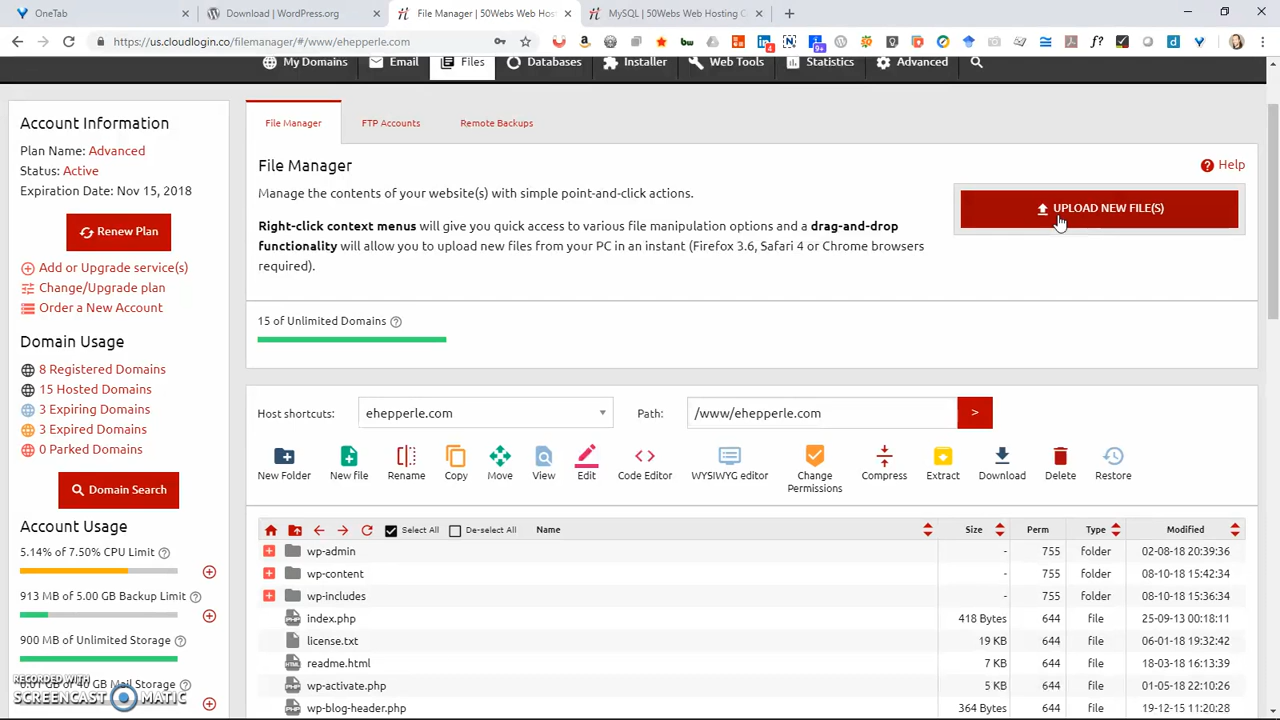 OneTab
Download | WordPress.org
File Manager | 50Webs Web Hos
MySQL | 50Webs Web Hosting C
https://us.cloudlogin.co/filemanager/#/www/ehepperle.com
My Domains
Email
Files
Databases
Installer
Web Tools
Statistics
Advanced
Account Information
Plan Name: Advanced
Status: Active
Expiration Date: Nov 15, 2018
Renew Plan
Add or Upgrade service(s)
Change/Upgrade plan
Order a New Account
Domain Usage
8 Registered Domains
15 Hosted Domains
3 Expiring Domains
3 Expired Domains
0 Parked Domains
Domain Search
Account Usage
5.14% of 7.50% CPU Limit
913 MB of 5.00 GB Backup Limit
900 MB of Unlimited Storage
GB Mail Storage
RECORDED WITH
SCREENCAST MATIC
File Manager
FTP Accounts
Remote Backups
File Manager
Help
Manage the contents of your website(s) with simple point-and-click actions.
UPLOAD NEW FILE(S)
Right-click context menus will give you quick access to various file manipulation options and a drag-and-drop
functionality will allow you to upload new files from your PC in an instant (Firefox 3.6, Safari 4 or Chrome browsers
required).
15 of Unlimited Domains
Host shortcuts: ehepperle.com Path: /www/ehepperle.com >
New Folder
New file
Rename
Copy
Move
View
Edit
Code Editor
WYSIWYG editor
Change
Permissions
Compress
Extract
Download
Delete
Restore
Select All De-select All Name Size Perm Type Modified
wp-admin - 755 folder 02-08-18 20:39:36
wp-content - 755 folder 08-10-18 15:42:34
wp-includes - 755 folder 08-10-18 15:36:34
index.php 418 Bytes 644 file 25-09-13 00:18:11
license.txt 19 KB 644 file 06-01-18 19:32:42
readme.html 7 KB 644 file 18-03-18 16:13:39
wp-activate.php 5 KB 644 file 01-05-18 22:10:26
wp-blog-header.php 364 Bytes 644 file 19-12-15 11:20:28